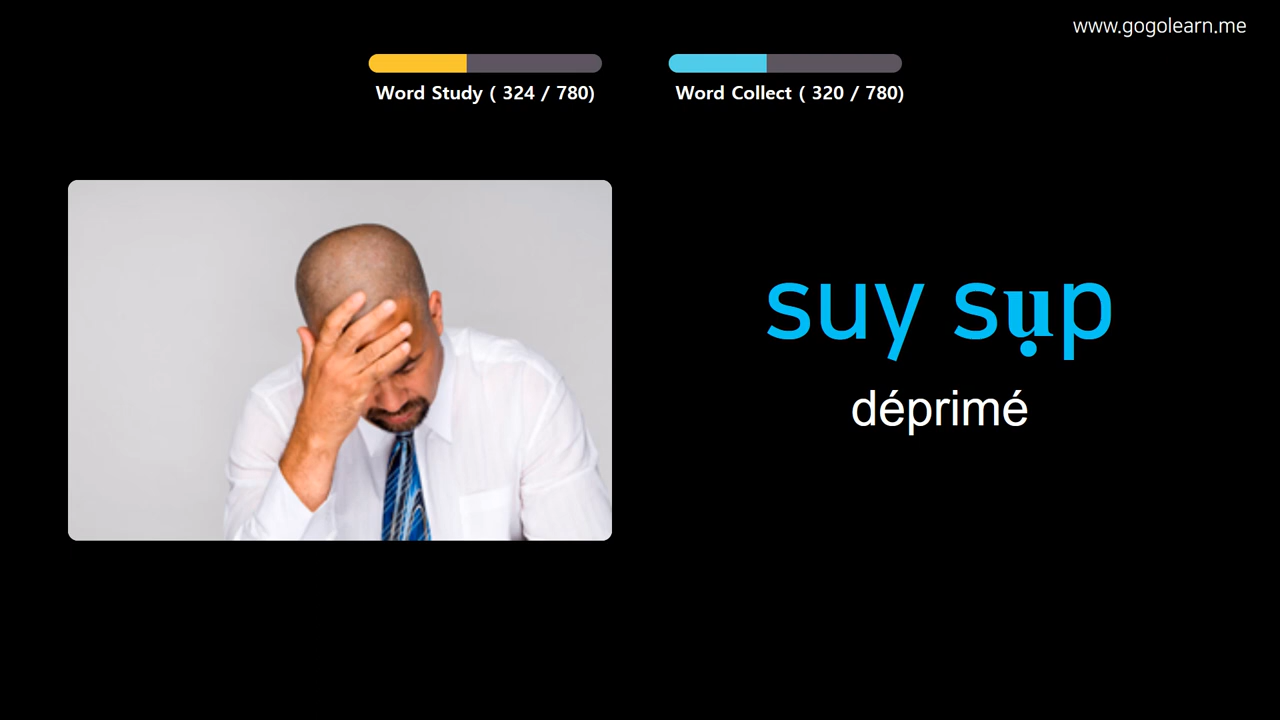 www.gogolearn.me
Word Study ( 324 / 780)
Word Collect ( 320 / 780)
suy sụp
déprimé